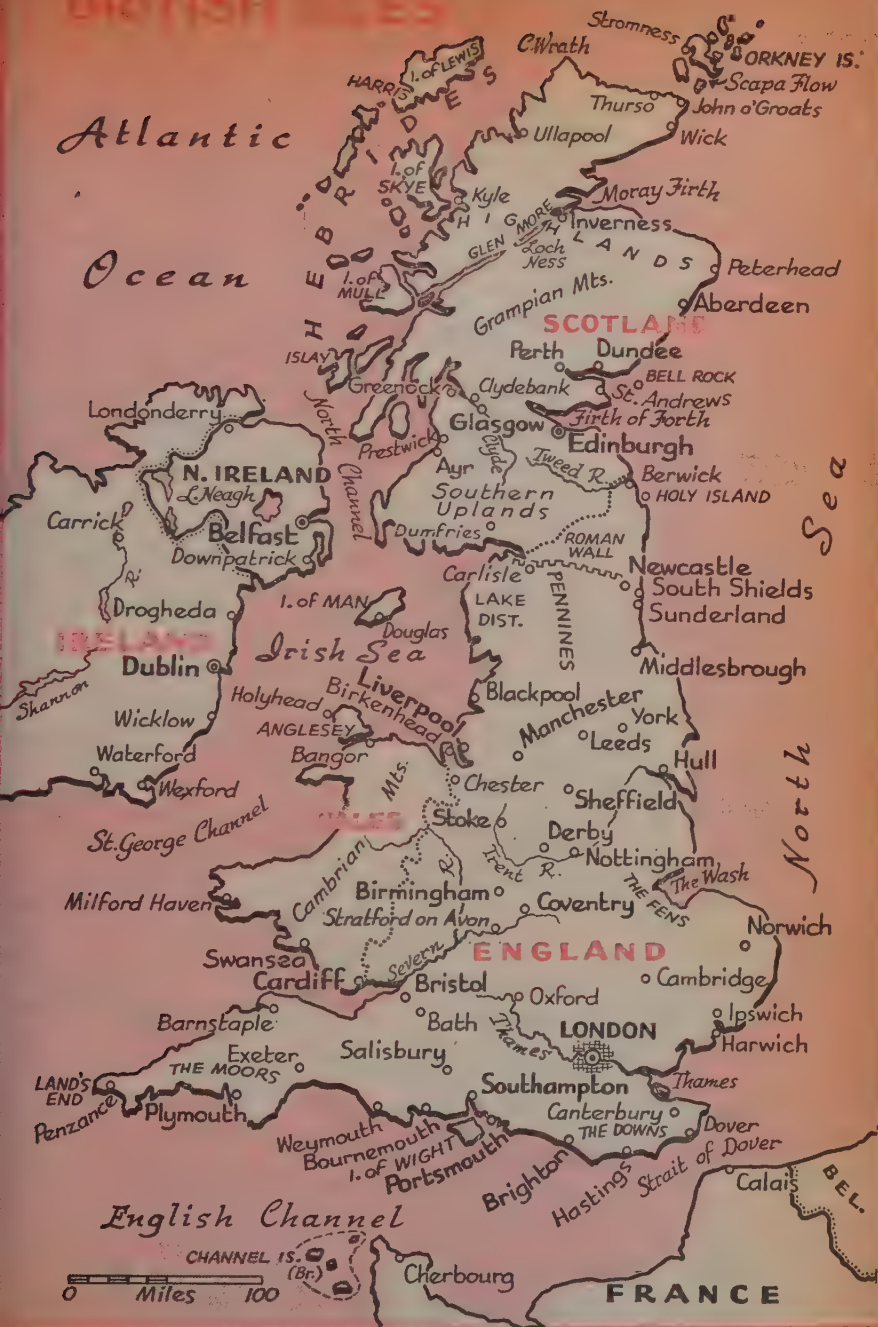 BRITISH ISLES
Stromness
C. Wrath
ORKNEY IS.
I. of LEWIS
HARRIS
Scapa Flow
Thurso
John o'Groats
Atlantic
Ullapool
Wick
HEBRIDES
I. of
SKYE
Kyle
Moray Firth
HIGHLANDS
GLEN MORE
Inverness
Loch
Ness
Ocean
Peterhead
I. of
MULL
Grampian Mts.
Aberdeen
SCOTLAND
Perth
Dundee
ISLAY
BELL ROCK
Greenock
Clydebank
St. Andrews
Londonderry
North Channel
Glasgow
Firth of Forth
Prestwick
Clyde
Edinburgh
N. IRELAND
Ayr
Tweed R.
Berwick
L. Neagh
Southern
Uplands
HOLY ISLAND
Carrick
Belfast
Dumfries
ROMAN
WALL
Downpatrick
Carlisle
Newcastle
R.
South Shields
I. of MAN
LAKE
DIST.
PENNINES
Sunderland
Drogheda
Douglas
IRELAND
Irish Sea
Middlesbrough
Dublin
Shannon
Liverpool
Birkenhead
Blackpool
Holyhead
Manchester
York
Wicklow
ANGLESEY
Leeds
Waterford
Bangor
Hull
Wexford
Mts.
Chester
Sheffield
North Sea
St. George Channel
WALES
Stoke
Derby
Trent R.
Nottingham
The Wash
Cambrian
R.
THE FENS
Milford Haven
Birmingham
Coventry
Stratford on Avon
Norwich
Swansea
Severn
ENGLAND
Cardiff
Bristol
Cambridge
Oxford
Barnstaple
Bath
Ipswich
Thames
LONDON
Harwich
Exeter
Salisbury
THE MOORS
LAND'S
END
Southampton
Thames
Penzance
Plymouth
Canterbury
Weymouth
THE DOWNS
Dover
Bournemouth
I. of WIGHT
Portsmouth
Brighton
Hastings
Strait of Dover
Calais
BEL.
English Channel
CHANNEL IS.
(Br.)
Cherbourg
0 Miles 100
FRANCE